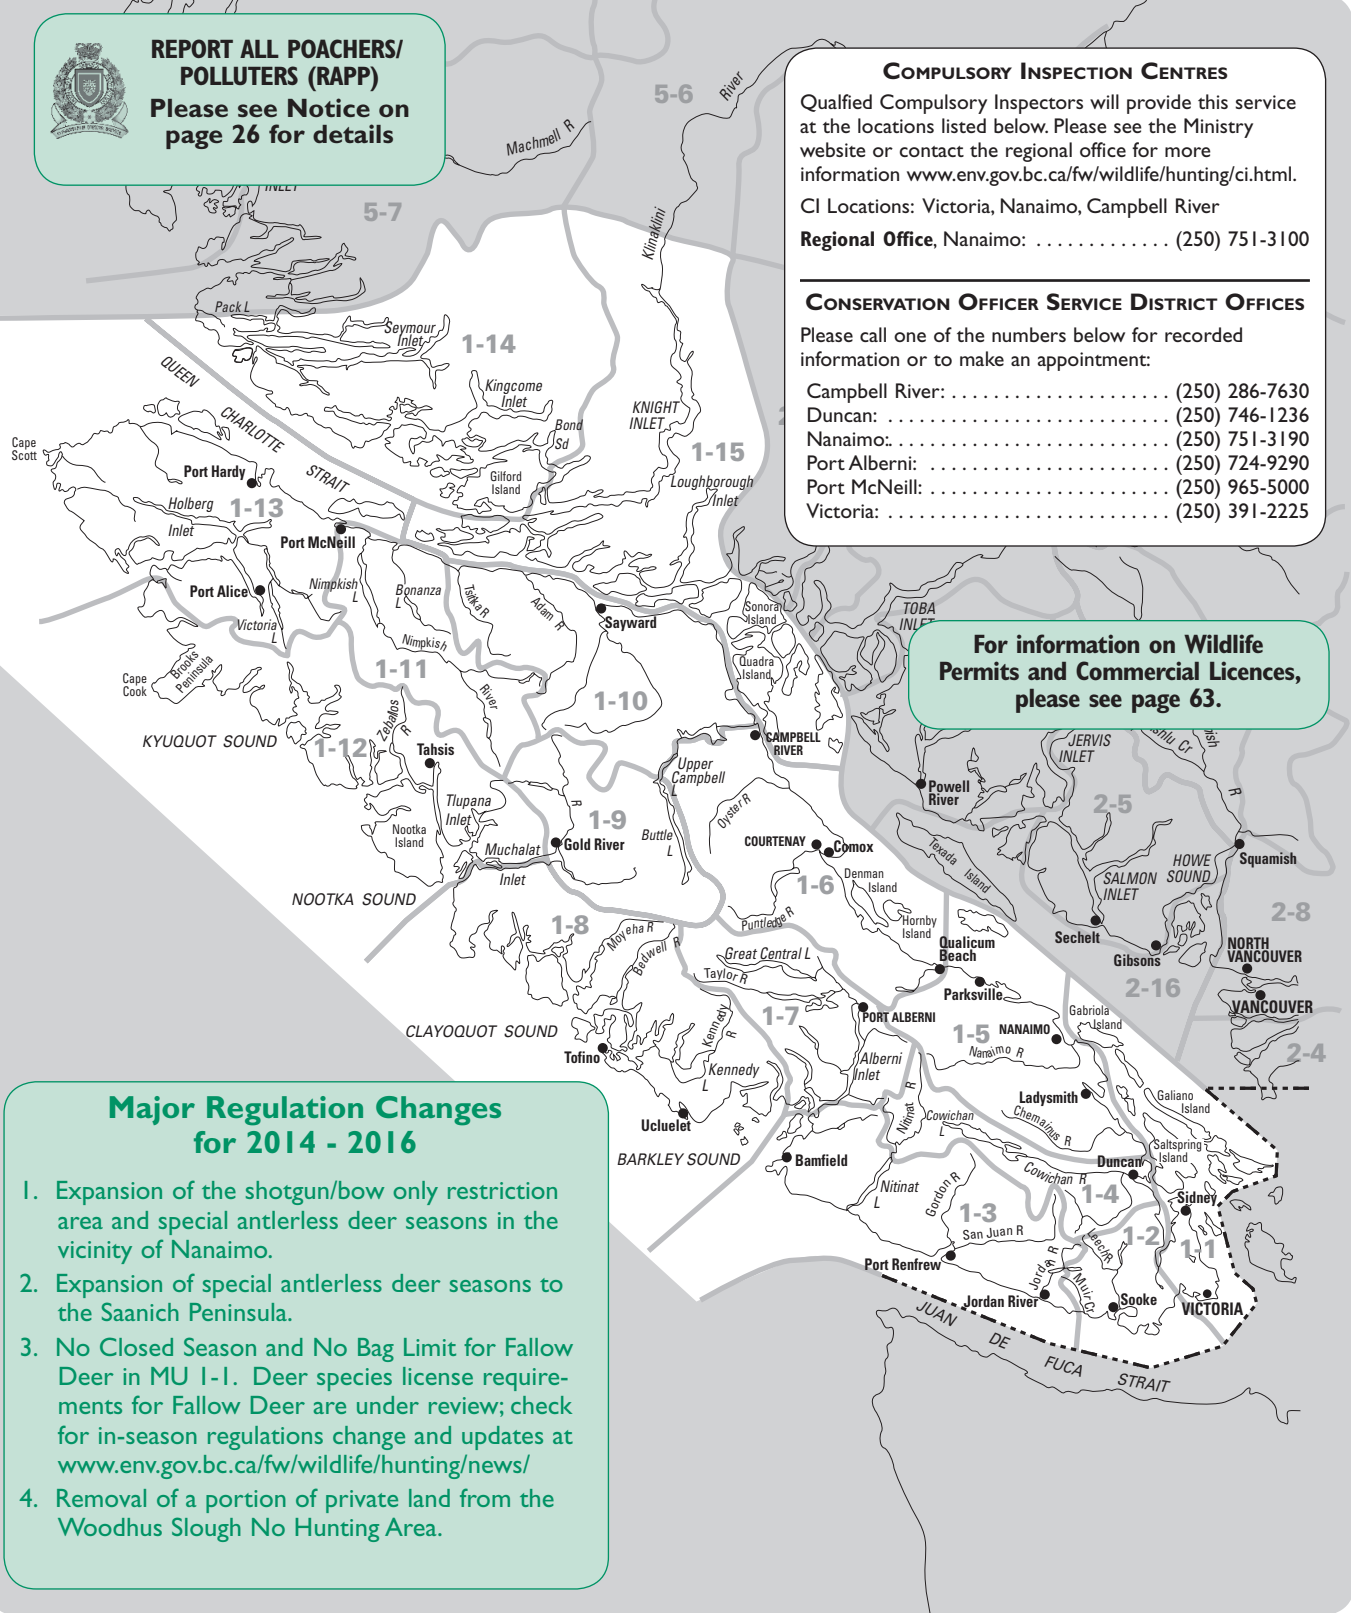 REPORT ALL POACHERS/
POLLUTERS (RAPP)
Please see Notice on
page 26 for details
COMPULSORY INSPECTION CENTRES
Qualfied Compulsory Inspectors will provide this service
at the locations listed below. Please see the Ministry
website or contact the regional office for more
information www.env.gov.bc.ca/fw/wildlife/hunting/ci.html.
CI Locations: Victoria, Nanaimo, Campbell River
Regional Office, Nanaimo: . . . . . . . . . . . . . (250) 751-3100
CONSERVATION OFFICER SERVICE DISTRICT OFFICES
Please call one of the numbers below for recorded
information or to make an appointment:
Campbell River: . . . . . . . . . . . . . . . . . . . . . (250) 286-7630
Duncan: . . . . . . . . . . . . . . . . . . . . . . . . . . . (250) 746-1236
Nanaimo:. . . . . . . . . . . . . . . . . . . . . . . . . . . (250) 751-3190
Port Alberni: . . . . . . . . . . . . . . . . . . . . . . . . (250) 724-9290
Port McNeill: . . . . . . . . . . . . . . . . . . . . . . . (250) 965-5000
Victoria: . . . . . . . . . . . . . . . . . . . . . . . . . . . (250) 391-2225
For information on Wildlife
Permits and Commercial Licences,
please see page 63.
5-6
River
Machmell R
INLET
5-7
Klinaklini
Pack L
Seymour
Inlet
1-14
QUEEN
CHARLOTTE
STRAIT
Kingcome
Inlet
KNIGHT
INLET
Bond
Sd
1-15
Cape
Scott
Port Hardy
Gilford
Island
Loughborough
Inlet
Holberg
Inlet
1-13
Port McNeill
Port Alice
Nimpkish
L
Bonanza
L
Tsitka R
Adam R
Sayward
Sonora
Island
TOBA
INLET
Victoria
L
Nimpkish
River
Quadra
Island
Brooks
Peninsula
Cape
Cook
1-11
1-10
KYUQUOT SOUND
1-12
Zeballos
R
Tahsis
CAMPBELL
RIVER
JERVIS
INLET
Upper
Campbell
L
Powell
River
R
2-5
Tlupana
Inlet
R
Oyster R
1-9
Nootka
Island
Buttle
L
COURTENAY
Comox
Texada
Island
Muchalat
Inlet
Gold River
HOWE
SOUND
Squamish
SALMON
INLET
NOOTKA SOUND
1-6
Denman
Island
2-8
1-8
Moyeha R
Puntledge R
Hornby
Island
Sechelt
Bedwell R
Great Central L
Qualicum
Beach
Gibsons
NORTH
VANCOUVER
Taylor R
Parksville
2-16
VANCOUVER
CLAYOQUOT SOUND
Kennedy
R
1-7
PORT ALBERNI
1-5
NANAIMO
Gabriola
Island
Nanaimo R
2-4
Tofino
Kennedy
L
Alberni
Inlet
Ladysmith
Galiano
Island
Ucluelet
Nitinat R
Cowichan
L
Chemainus R
BARKLEY SOUND
Bamfield
Saltspring
Island
Duncan
Cowichan R
1-4
Nitinat
L
Gordon R
Sidney
1-3
San Juan R
1-2
1-1
Leech R
Port Renfrew
Muir Cr
Jordan River
Sooke
VICTORIA
JUAN
DE
FUCA
STRAIT
Major Regulation Changes
for 2014 - 2016
1. Expansion of the shotgun/bow only restriction
area and special antlerless deer seasons in the
vicinity of Nanaimo.
2. Expansion of special antlerless deer seasons to
the Saanich Peninsula.
3. No Closed Season and No Bag Limit for Fallow
Deer in MU 1-1. Deer species license require-
ments for Fallow Deer are under review; check
for in-season regulations change and updates at
www.env.gov.bc.ca/fw/wildlife/hunting/news/
4. Removal of a portion of private land from the
Woodhus Slough No Hunting Area.